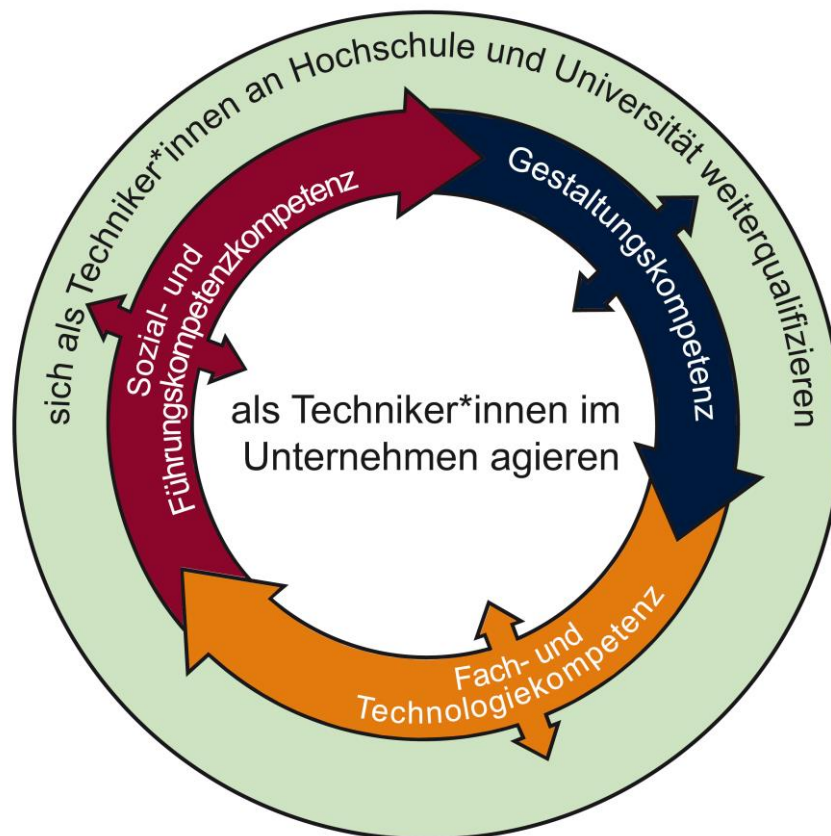 sich als Techniker*innen an Hochschule und Universität weiterqualifizieren
Sozial- und
Führungskompetenzkompetenz
Gestaltungskompetenz
als Techniker*innen im
Unternehmen agieren
Fach- und
Technologiekompetenz